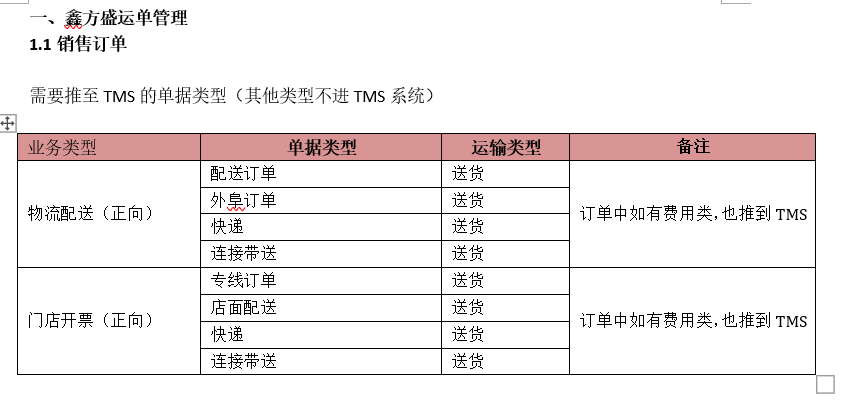 一、鑫方盛运单管理
1.1 销售订单
需要推至 TMS 的单据类型（其他类型不进 TMS 系统）
业务类型 单据类型 运输类型 备注
物流配送（正向） 配送订单 送货 订单中如有费用类，也推到 TMS
外阜订单 送货
快递 送货
连接带送 送货
门店开票（正向） 专线订单 送货 订单中如有费用类，也推到 TMS
店面配送 送货
快递 送货
连接带送 送货